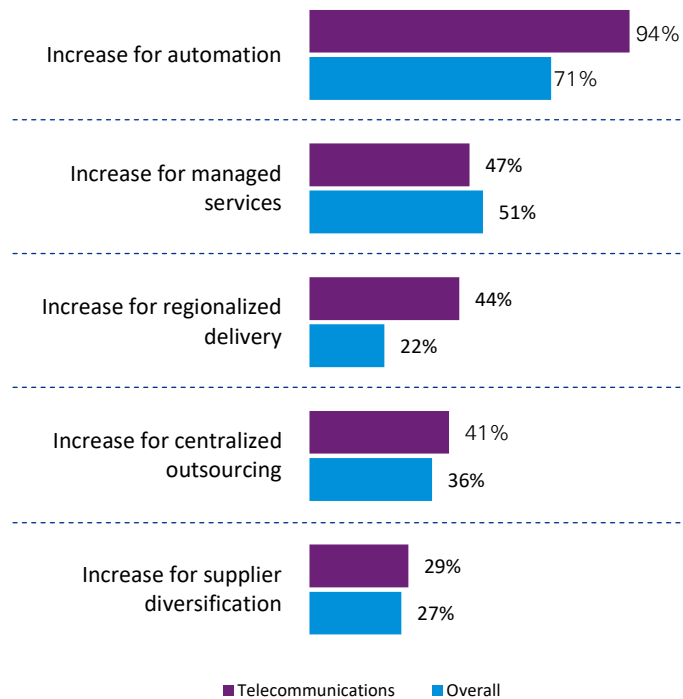 94%
Increase for automation
71%
47%
Increase for managed
services
51%
44%
Increase for regionalized
delivery
22%
41%
Increase for centralized
outsourcing
36%
29%
Increase for supplier
diversification
27%
Telecommunications Overall